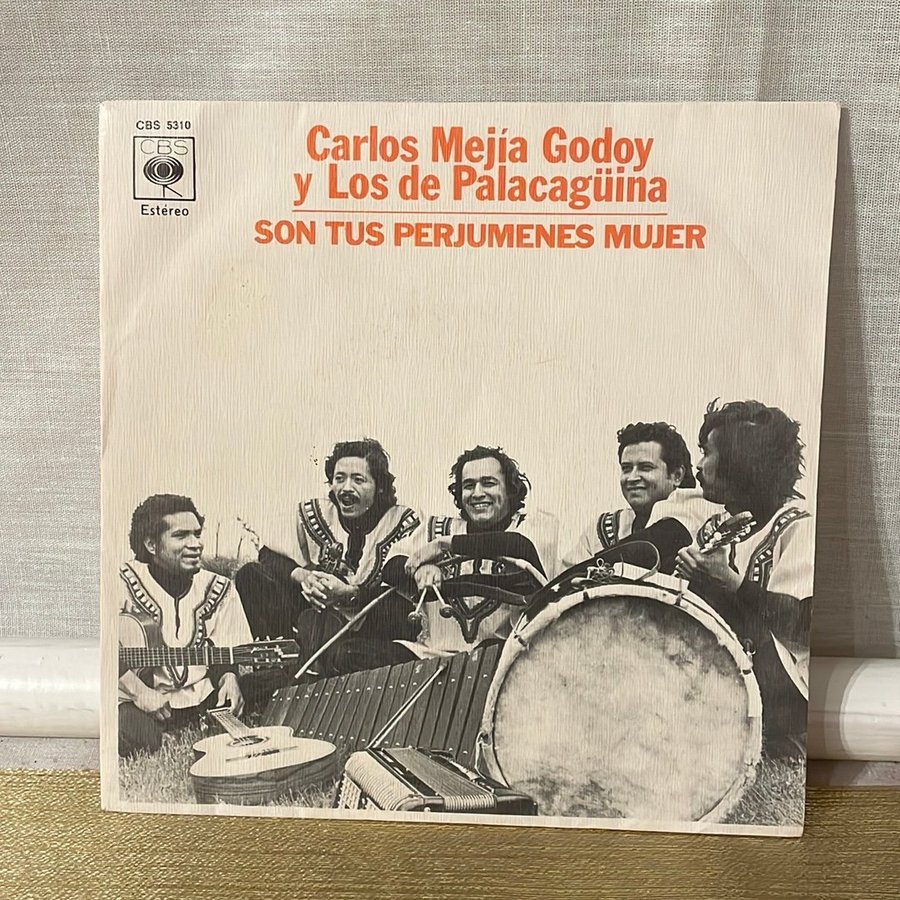 CBS 5310
CBS
Estéreo
Carlos Mejía Godoy
y Los de Palacagüina
SON TUS PERJUMENES MUJER